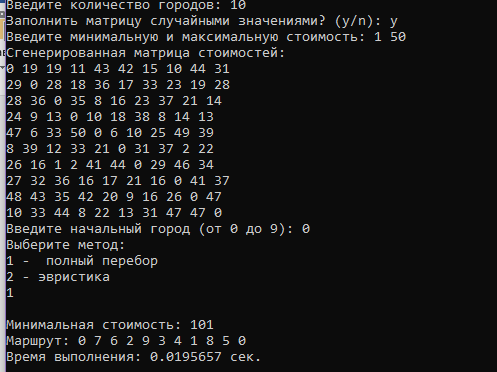 Введите количество городов: 10
Заполнить матрицу случайными значениями? (y/n): y
Введите минимальную и максимальную стоимость: 1 50
Сгенерированная матрица стоимостей:
0 19 19 11 43 42 15 10 44 31
29 0 28 18 36 17 33 23 19 28
28 36 0 35 8 16 23 37 21 14
24 9 13 0 10 18 38 8 14 13
47 6 33 50 0 6 10 25 49 39
8 39 12 33 21 0 31 37 2 22
26 16 1 2 41 44 0 29 46 34
27 32 36 16 17 21 16 0 41 37
48 43 35 42 20 9 16 26 0 47
10 33 44 8 22 13 31 47 47 0
Введите начальный город (от 0 до 9): 0
Выберите метод:
1 -  полный перебор
2 - эвристика
1
Минимальная стоимость: 101
Маршрут: 0 7 6 2 9 3 4 1 8 5 0
Время выполнения: 0.0195657 сек.